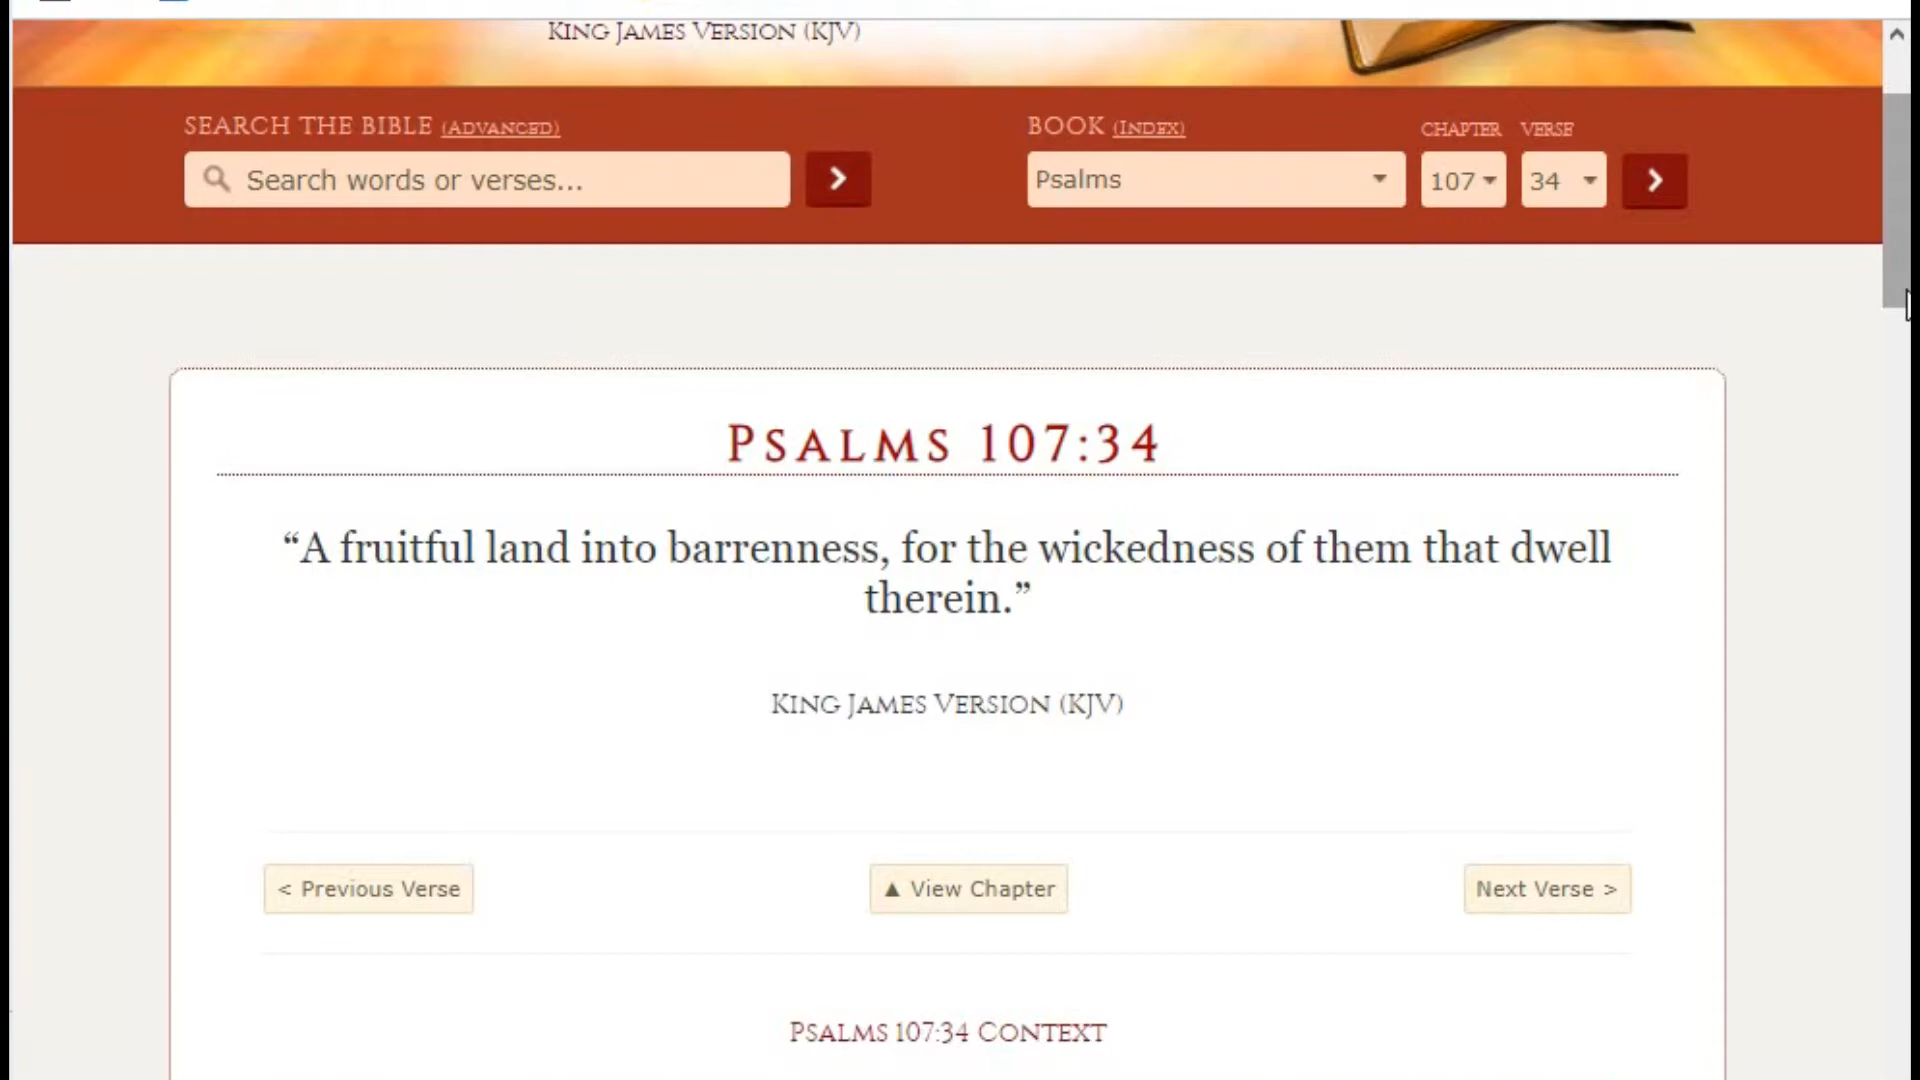 KING JAMES VERSION (KJV)
SEARCH THE BIBLE (ADVANCED)
BOOK (INDEX)
CHAPTER
VERSE
Search words or verses...
Psalms
107
34
PSALMS 107:34
“A fruitful land into barrenness, for the wickedness of them that dwell
therein.”
KING JAMES VERSION (KJV)
< Previous Verse
▲ View Chapter
Next Verse >
PSALMS 107:34 CONTEXT